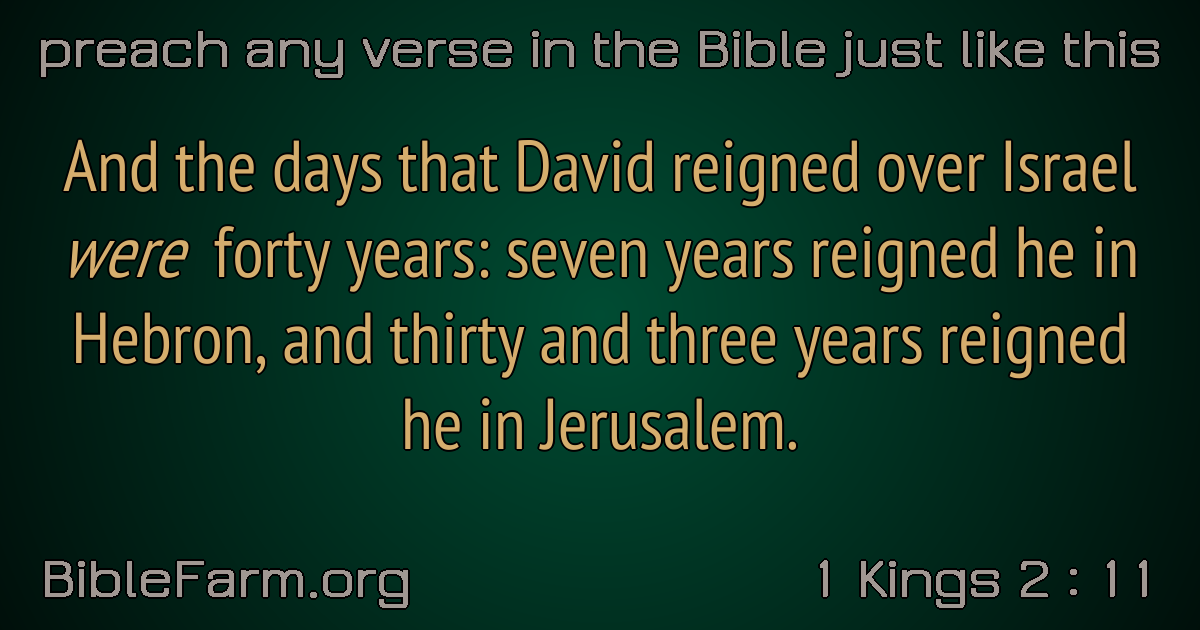 preach any verse in the Bible just like this
And the days that David reigned over Israel
were forty years: seven years reigned he in
Hebron, and thirty and three years reigned
he in Jerusalem.
BibleFarm.org
1 Kings 2 : 11